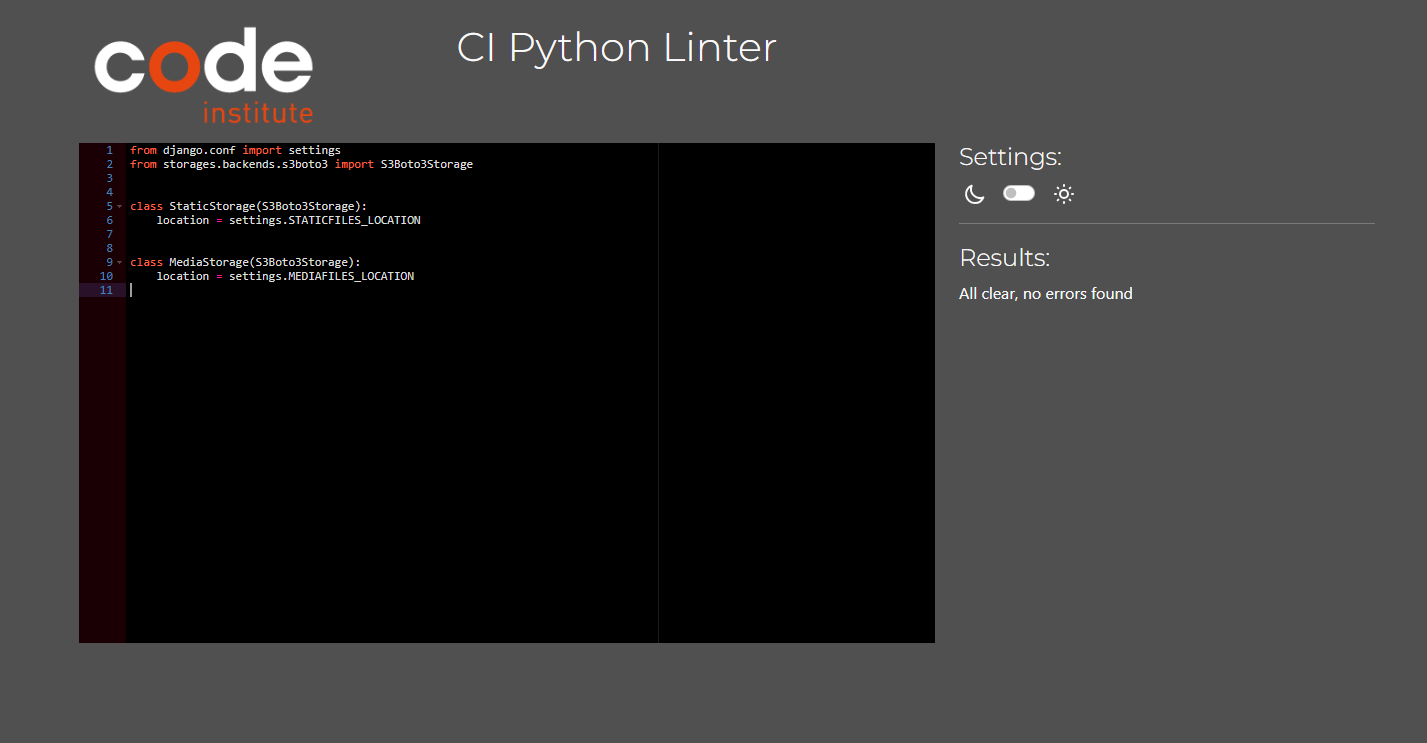 code
institute
CI Python Linter
1 from django.conf import settings
2 from storages.backends.s3boto3 import S3Boto3Storage
3
4
5 class StaticStorage(S3Boto3Storage):
6     location = settings.STATICFILES_LOCATION
7
8
9 class MediaStorage(S3Boto3Storage):
10     location = settings.MEDIAFILES_LOCATION
11
Settings:
Results:
All clear, no errors found